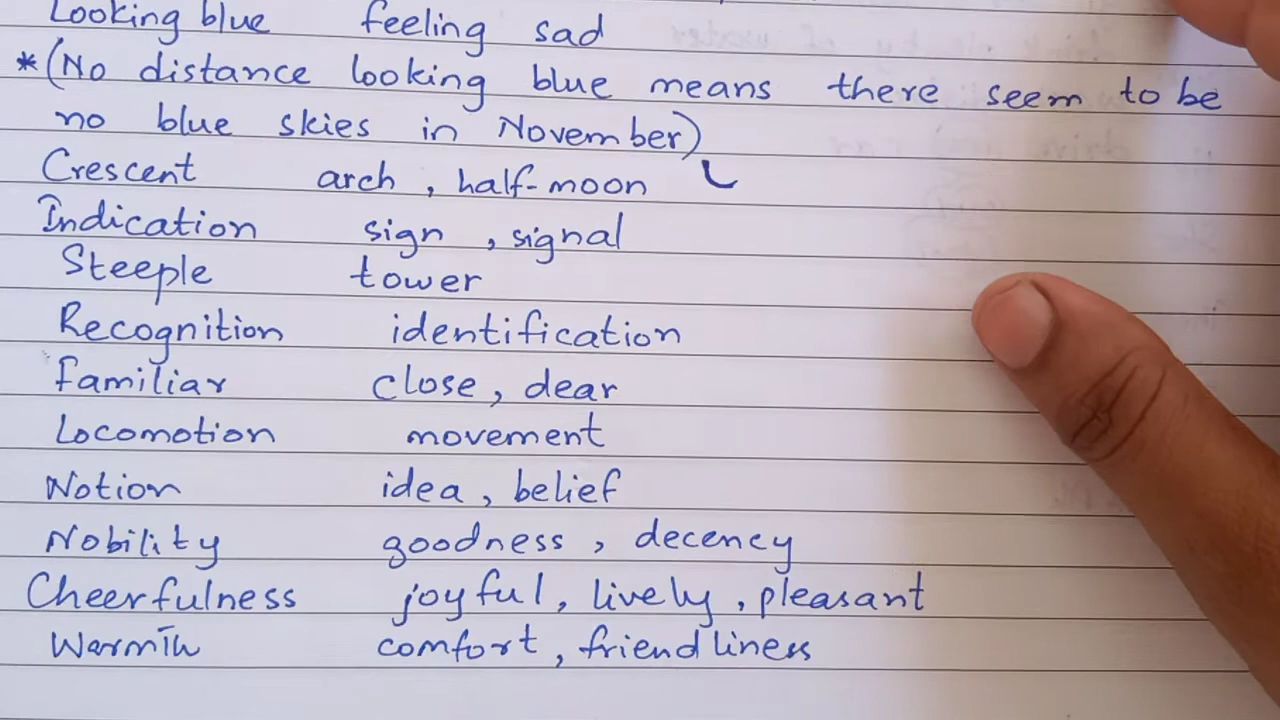 Looking blue feeling sad
*(No distance looking blue means there seem to be
no blue skies in November)
Crescent arch, half-moon
Indication sign, signal
Steeple tower
Recognition identification
familiar close, dear
Locomotion movement
Notion idea, belief
Nobility goodness, decency
Cheerfulness joyful, lively, pleasant
Warmth comfort, friendliness